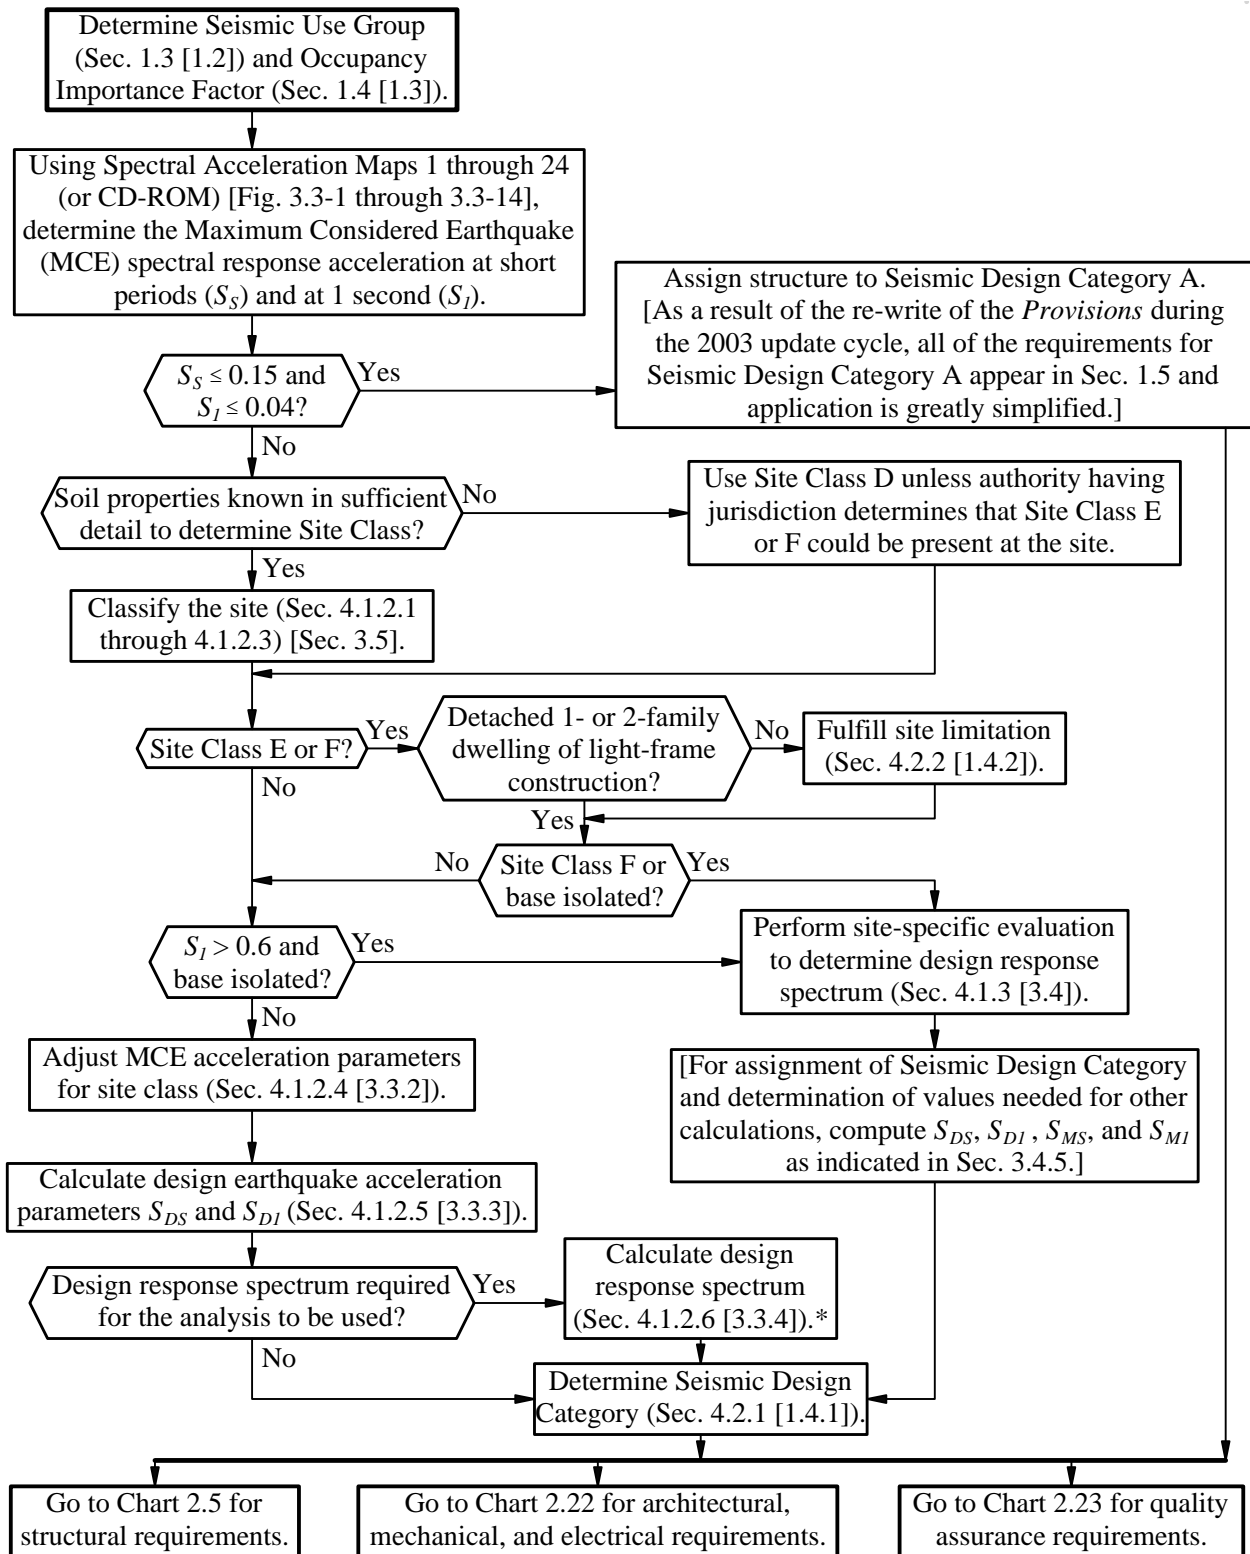 Determine Seismic Use Group
(Sec. 1.3 [1.2]) and Occupancy
Importance Factor (Sec. 1.4 [1.3]).
Using Spectral Acceleration Maps 1 through 24
(or CD-ROM) [Fig. 3.3-1 through 3.3-14],
determine the Maximum Considered Earthquake
(MCE) spectral response acceleration at short
periods (S_S) and at 1 second (S_1).
Assign structure to Seismic Design Category A.
[As a result of the re-write of the Provisions during
the 2003 update cycle, all of the requirements for
Seismic Design Category A appear in Sec. 1.5 and
application is greatly simplified.]
S_S ≤ 0.15 and
S_1 ≤ 0.04?
Yes
No
Soil properties known in sufficient
detail to determine Site Class?
No
Use Site Class D unless authority having
jurisdiction determines that Site Class E
or F could be present at the site.
Yes
Classify the site (Sec. 4.1.2.1
through 4.1.2.3) [Sec. 3.5].
Site Class E or F?
Yes
Detached 1- or 2-family
dwelling of light-frame
construction?
No
Fulfill site limitation
(Sec. 4.2.2 [1.4.2]).
No
Yes
No
Site Class F or
base isolated?
Yes
S_1 > 0.6 and
base isolated?
Yes
Perform site-specific evaluation
to determine design response
spectrum (Sec. 4.1.3 [3.4]).
No
Adjust MCE acceleration parameters
for site class (Sec. 4.1.2.4 [3.3.2]).
[For assignment of Seismic Design Category
and determination of values needed for other
calculations, compute S_DS, S_D1 , S_MS, and S_M1
as indicated in Sec. 3.4.5.]
Calculate design earthquake acceleration
parameters S_DS and S_D1 (Sec. 4.1.2.5 [3.3.3]).
Design response spectrum required
for the analysis to be used?
Yes
Calculate design
response spectrum
(Sec. 4.1.2.6 [3.3.4]).*
No
Determine Seismic Design
Category (Sec. 4.2.1 [1.4.1]).
Go to Chart 2.5 for
structural requirements.
Go to Chart 2.22 for architectural,
mechanical, and electrical requirements.
Go to Chart 2.23 for quality
assurance requirements.